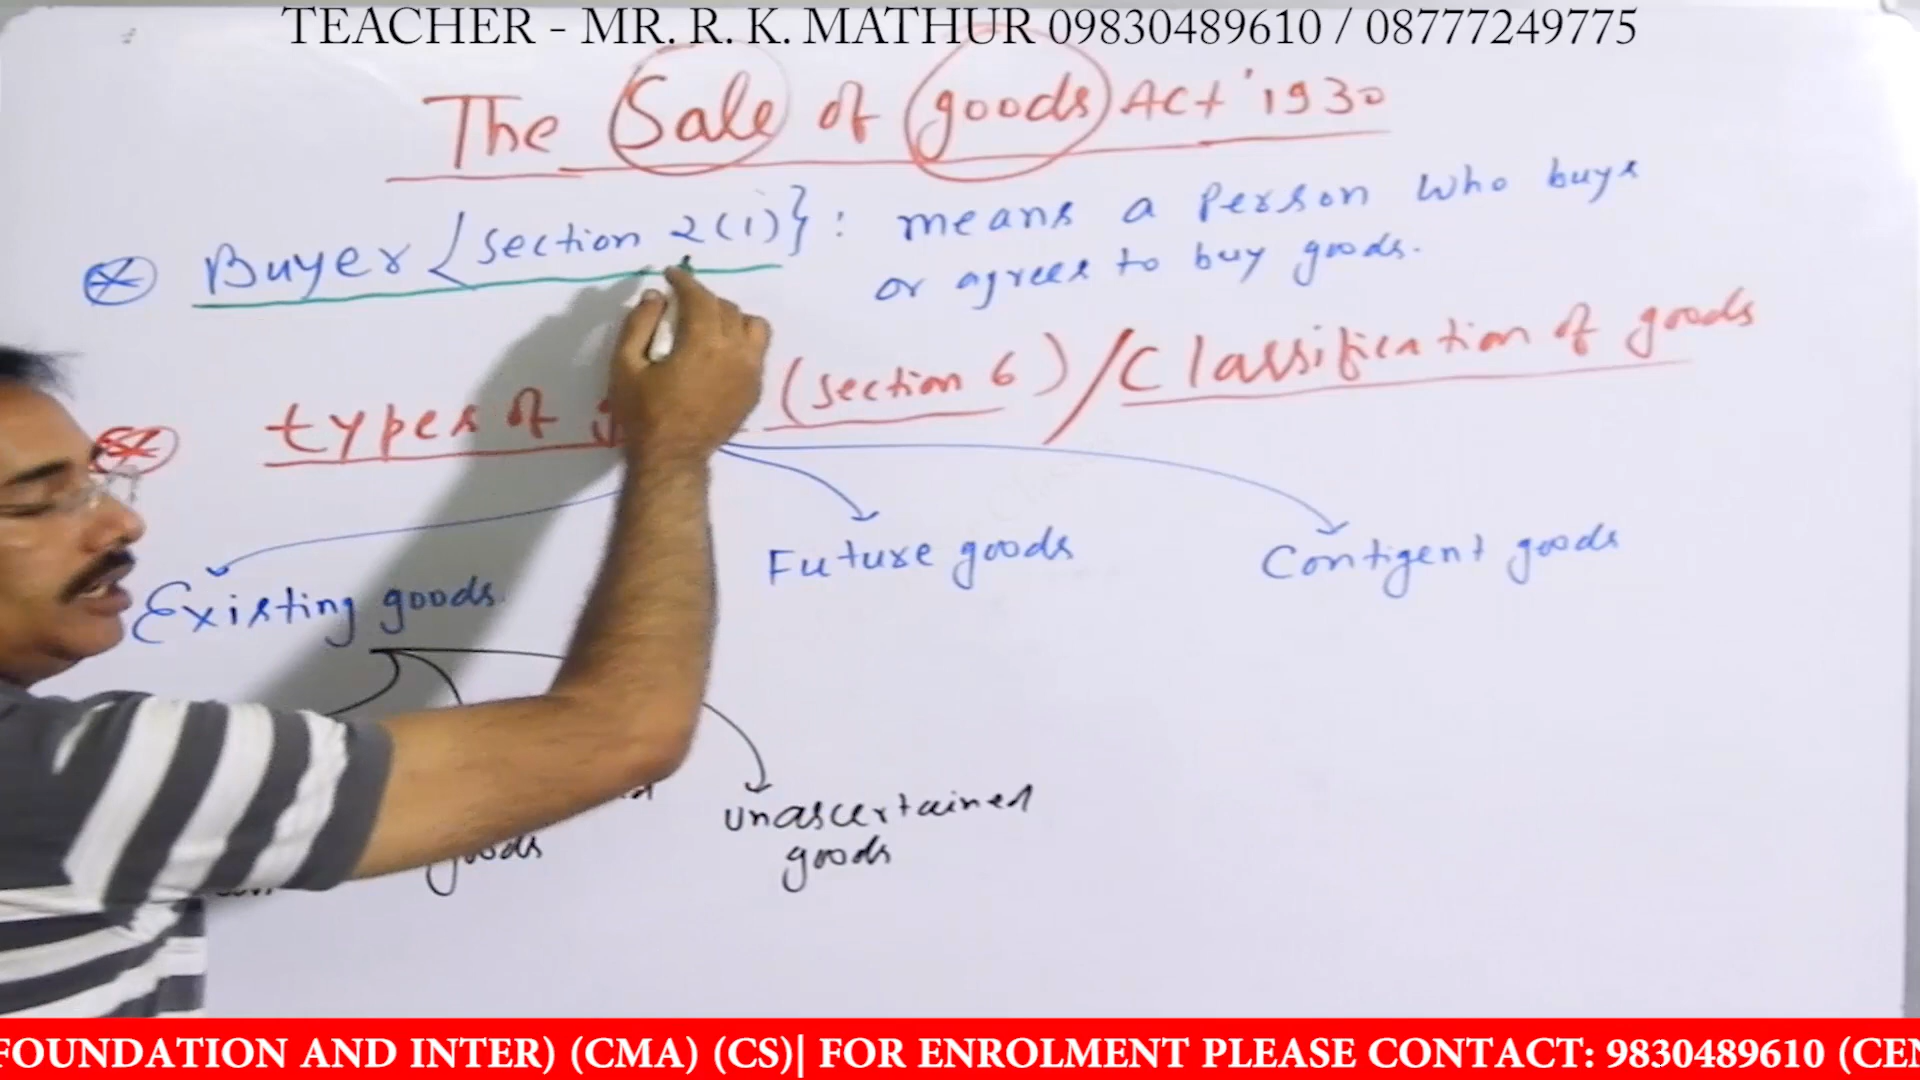 TEACHER - MR. R. K. MATHUR 09830489610 / 08777249775
The Sale of goods Act '1930
Buyer {section 2(1)}: means a Person who buys
or agrees to buy goods.
types of (section 6) / Classification of goods
Existing goods. Future goods Contigent goods
unascertained
goods goods
FOUNDATION AND INTER) (CMA) (CS)| FOR ENROLMENT PLEASE CONTACT: 9830489610 (CEN